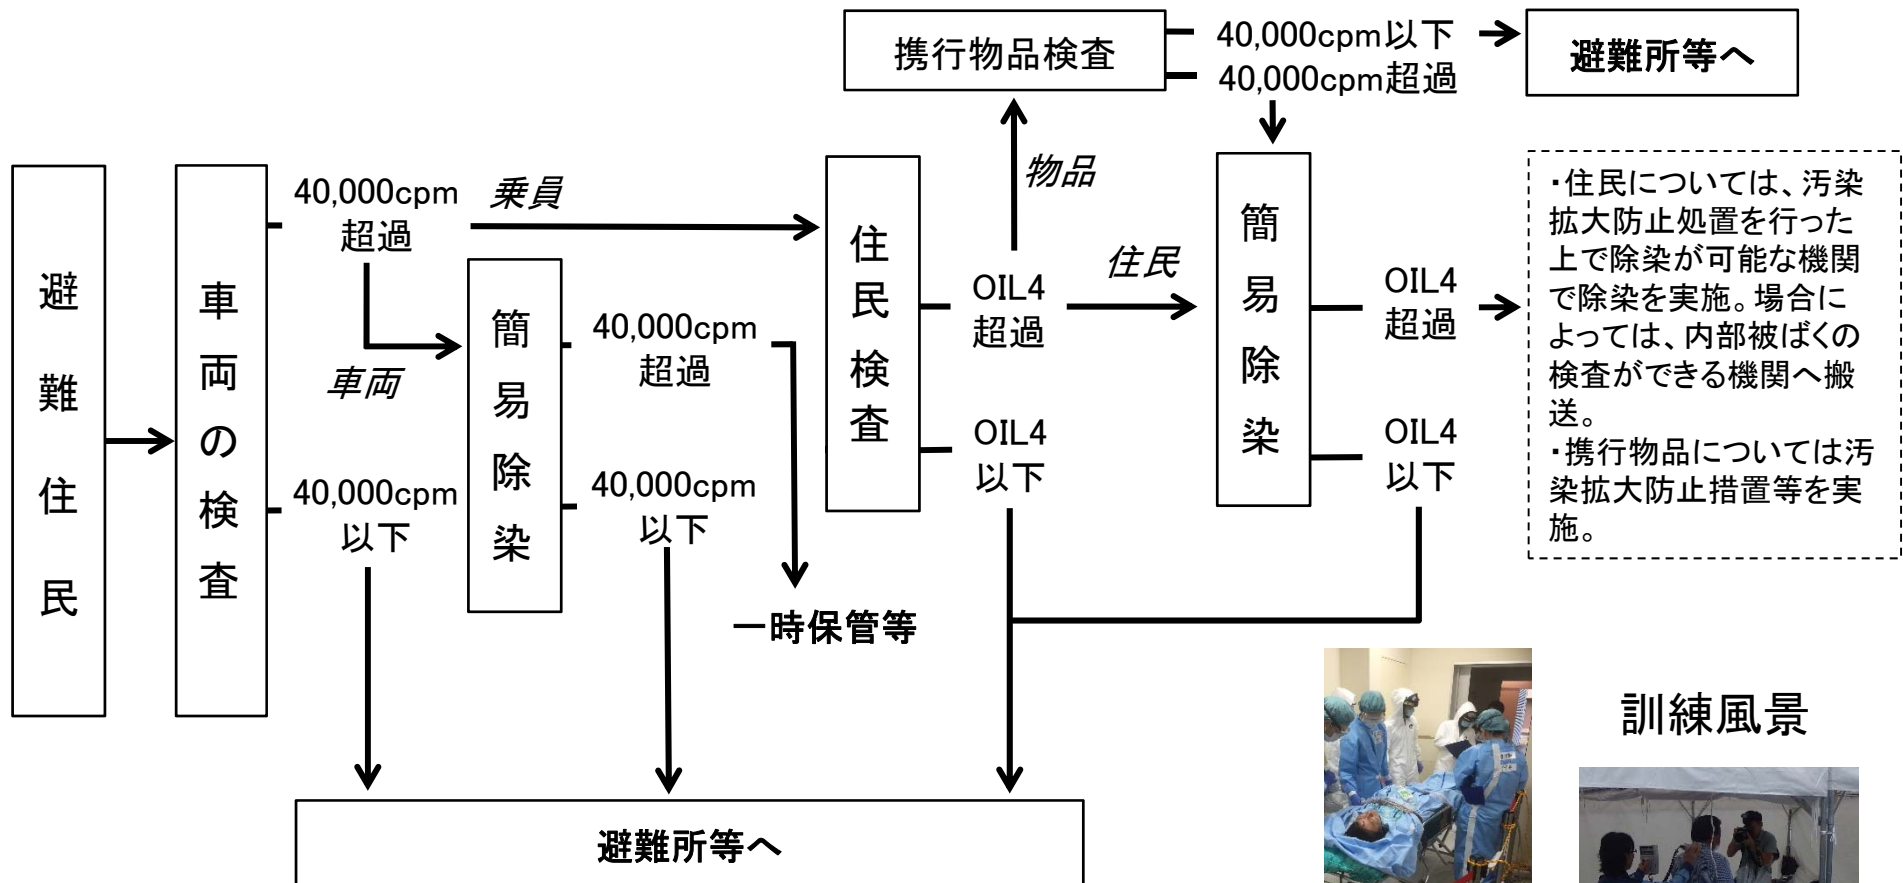 避難住民
車両の検査
40,000cpm
超過
乗員
車両
40,000cpm
以下
簡易除染
40,000cpm
超過
40,000cpm
以下
一時保管等
住民検査
OIL4
超過
OIL4
以下
物品
携行物品検査
40,000cpm以下
40,000cpm超過
避難所等へ
住民
簡易除染
OIL4
超過
OIL4
以下
・住民については、汚染
拡大防止処置を行った
上で除染が可能な機関
で除染を実施。場合に
よっては、内部被ばくの
検査ができる機関へ搬
送。
・携行物品については汚
染拡大防止措置等を実
施。
避難所等へ
訓練風景